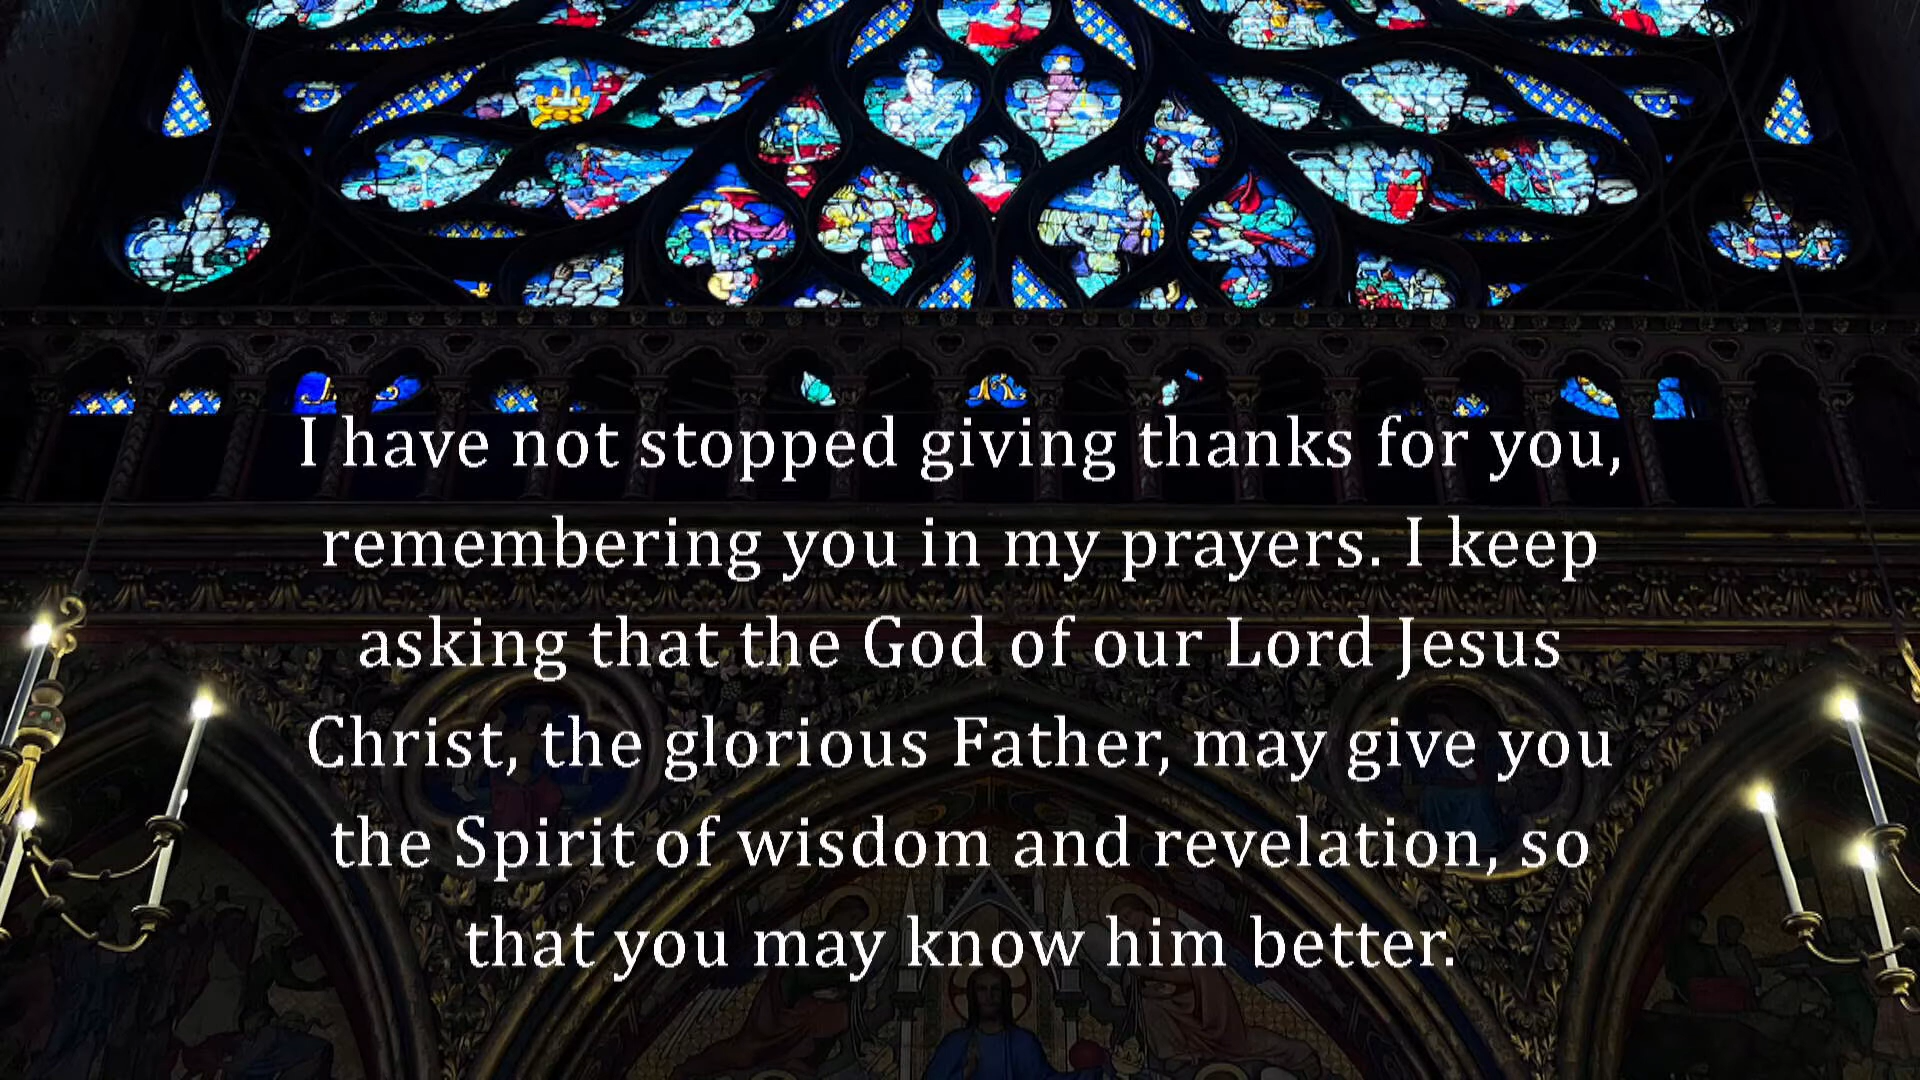 I have not stopped giving thanks for you,
remembering you in my prayers. I keep
asking that the God of our Lord Jesus
Christ, the glorious Father, may give you
the Spirit of wisdom and revelation, so
that you may know him better.